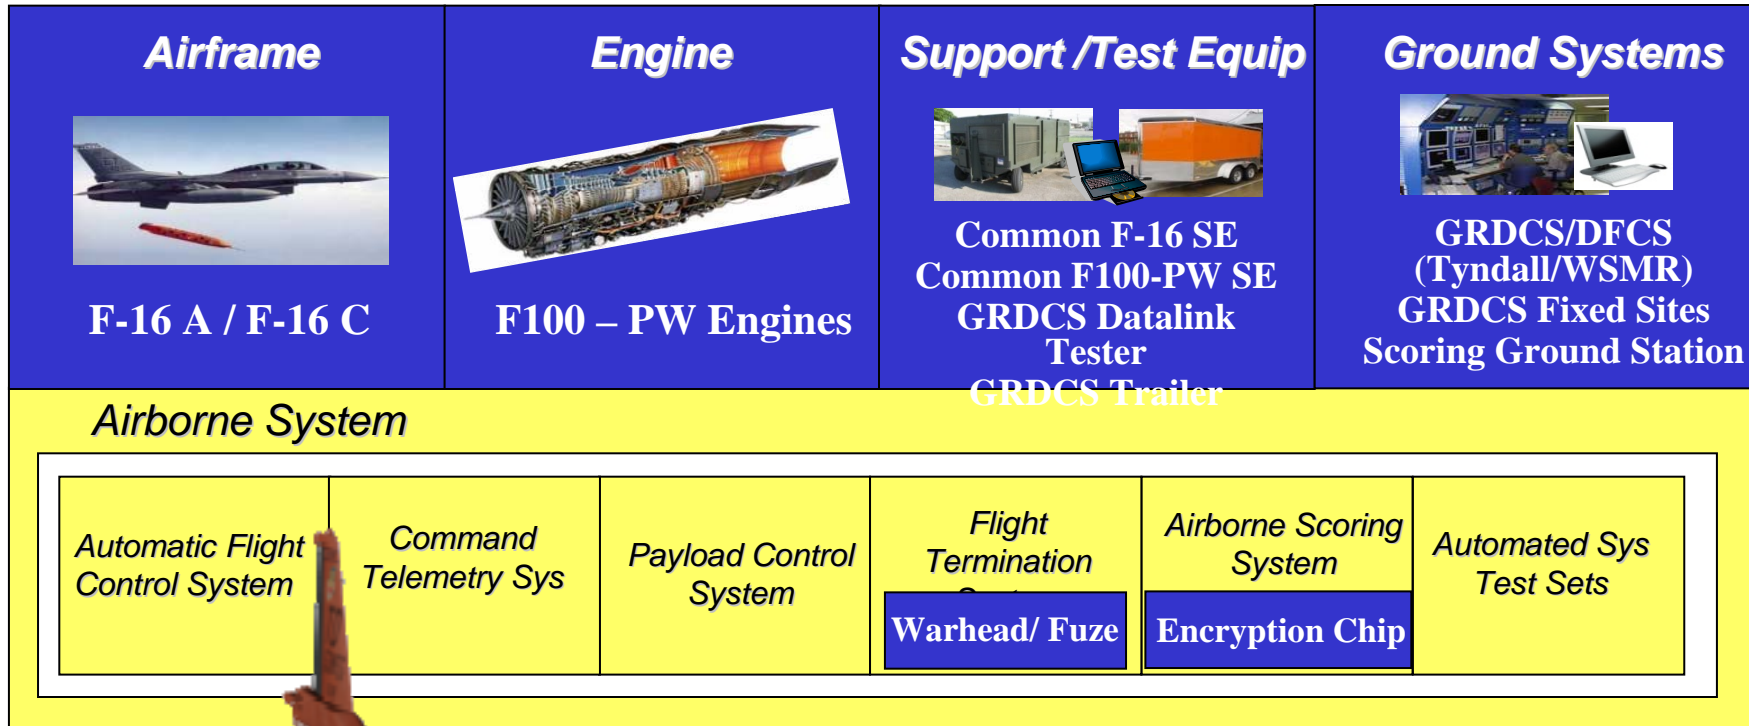 Airframe
Engine
Support /Test Equip
Ground Systems
F-16 A / F-16 C
F100 – PW Engines
Common F-16 SE
Common F100-PW SE
GRDCS Datalink
Tester
GRDCS Trailer
GRDCS/DFCS
(Tyndall/WSMR)
GRDCS Fixed Sites
Scoring Ground Station
Airborne System
Automatic Flight
Control System
Command
Telemetry Sys
Payload Control
System
Flight
Termination
Warhead/ Fuze
Airborne Scoring
System
Encryption Chip
Automated Sys
Test Sets